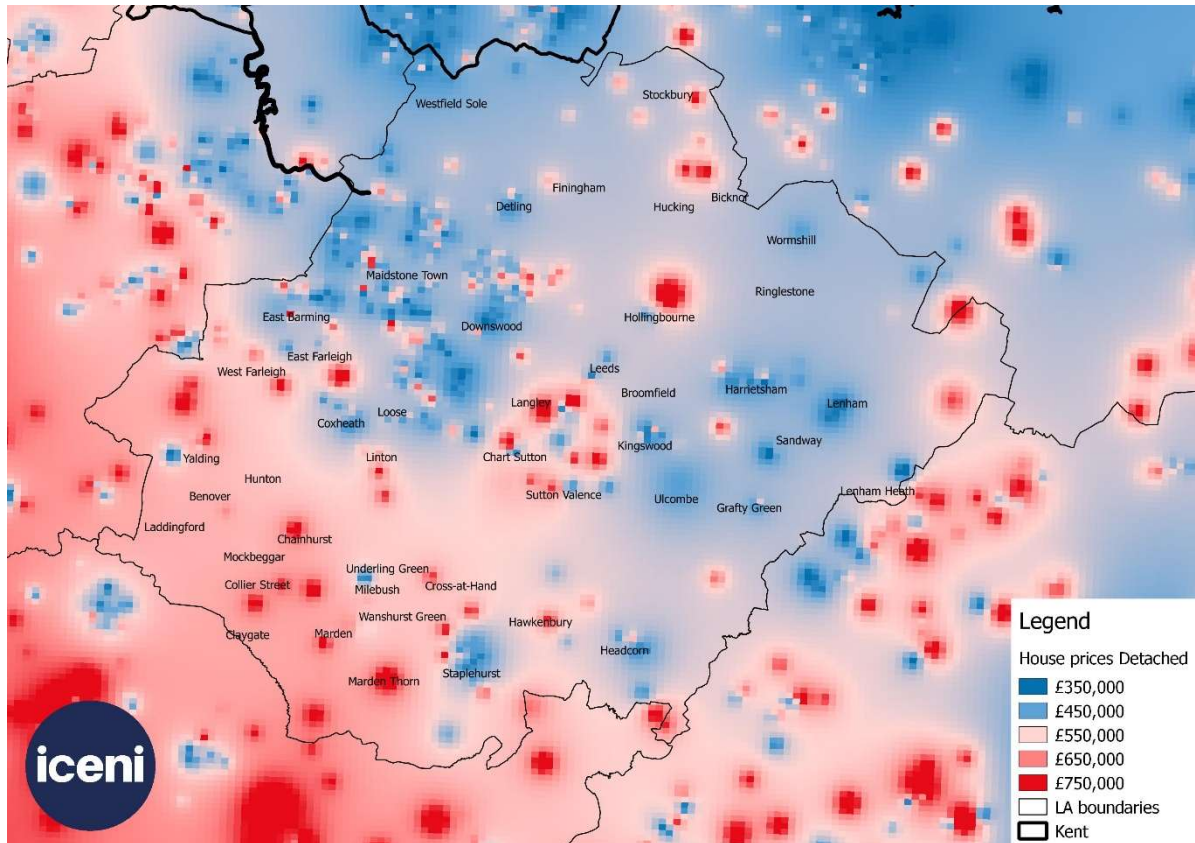 Westfield Sole
Stockbury
Finingham
Bicknor
Detling
Hucking
Wormshill
Maidstone Town
Ringlestone
East Barming
Hollingbourne
Downswood
East Farleigh
West Farleigh
Leeds
Broomfield
Harrietsham
Langley
Lenham
Loose
Coxheath
Sandway
Kingswood
Yalding
Linton
Chart Sutton
Hunton
Benover
Sutton Valence
Ulcombe
Grafty Green
Lenham Heath
Laddingford
Chainhurst
Mockbeggar
Underling Green
Collier Street
Milebush
Cross-at-Hand
Wanshurst Green
Hawkenbury
Claygate
Marden
Headcorn
Staplehurst
Marden Thorn
Legend
House prices Detached
£350,000
£450,000
£550,000
£650,000
£750,000
LA boundaries
Kent
iceni